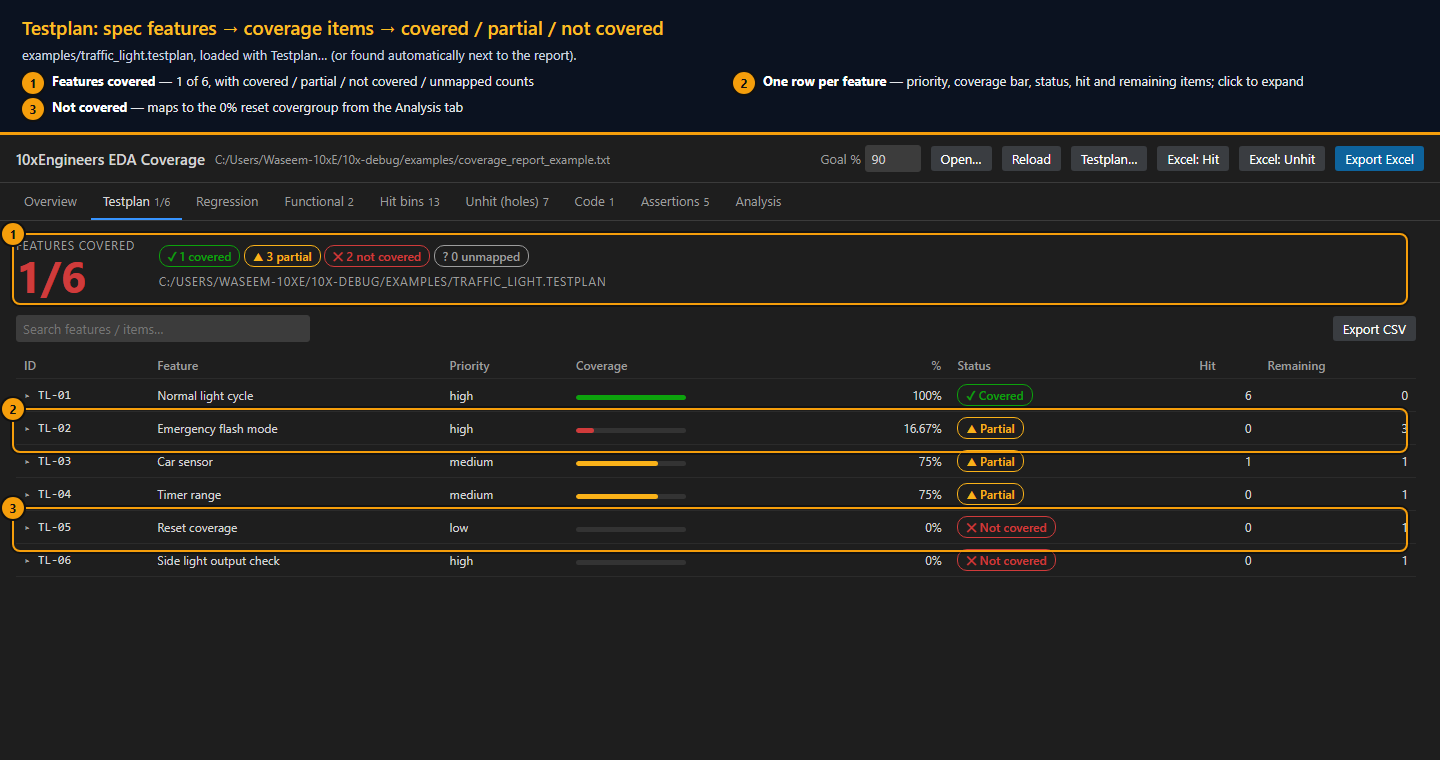 Testplan: spec features → coverage items → covered / partial / not covered
examples/traffic_light.testplan, loaded with Testplan... (or found automatically next to the report).
1 Features covered — 1 of 6, with covered / partial / not covered / unmapped counts
2 One row per feature — priority, coverage bar, status, hit and remaining items; click to expand
3 Not covered — maps to the 0% reset covergroup from the Analysis tab
10xEngineers EDA Coverage C:/Users/Waseem-10xE/10x-debug/examples/coverage_report_example.txt Goal % 90 Open... Reload Testplan... Excel: Hit Excel: Unhit Export Excel
Overview Testplan 1/6 Regression Functional 2 Hit bins 13 Unhit (holes) 7 Code 1 Assertions 5 Analysis
1
FEATURES COVERED
1/6
✓ 1 covered ▲ 3 partial ✕ 2 not covered ? 0 unmapped
C:/USERS/WASEEM-10XE/10X-DEBUG/EXAMPLES/TRAFFIC_LIGHT.TESTPLAN
Search features / items... Export CSV
ID Feature Priority Coverage % Status Hit Remaining
▸ TL-01 Normal light cycle high 100% ✓ Covered 6 0
2
▸ TL-02 Emergency flash mode high 16.67% ▲ Partial 0 3
▸ TL-03 Car sensor medium 75% ▲ Partial 1 1
▸ TL-04 Timer range medium 75% ▲ Partial 0 1
3
▸ TL-05 Reset coverage low 0% ✕ Not covered 0 1
▸ TL-06 Side light output check high 0% ✕ Not covered 0 1